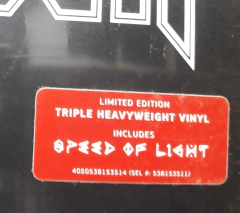 LIMITED EDITION
TRIPLE HEAVYWEIGHT VINYL
INCLUDES
SPEED OF LIGHT
4050538153514 (SEL #: 538153511)